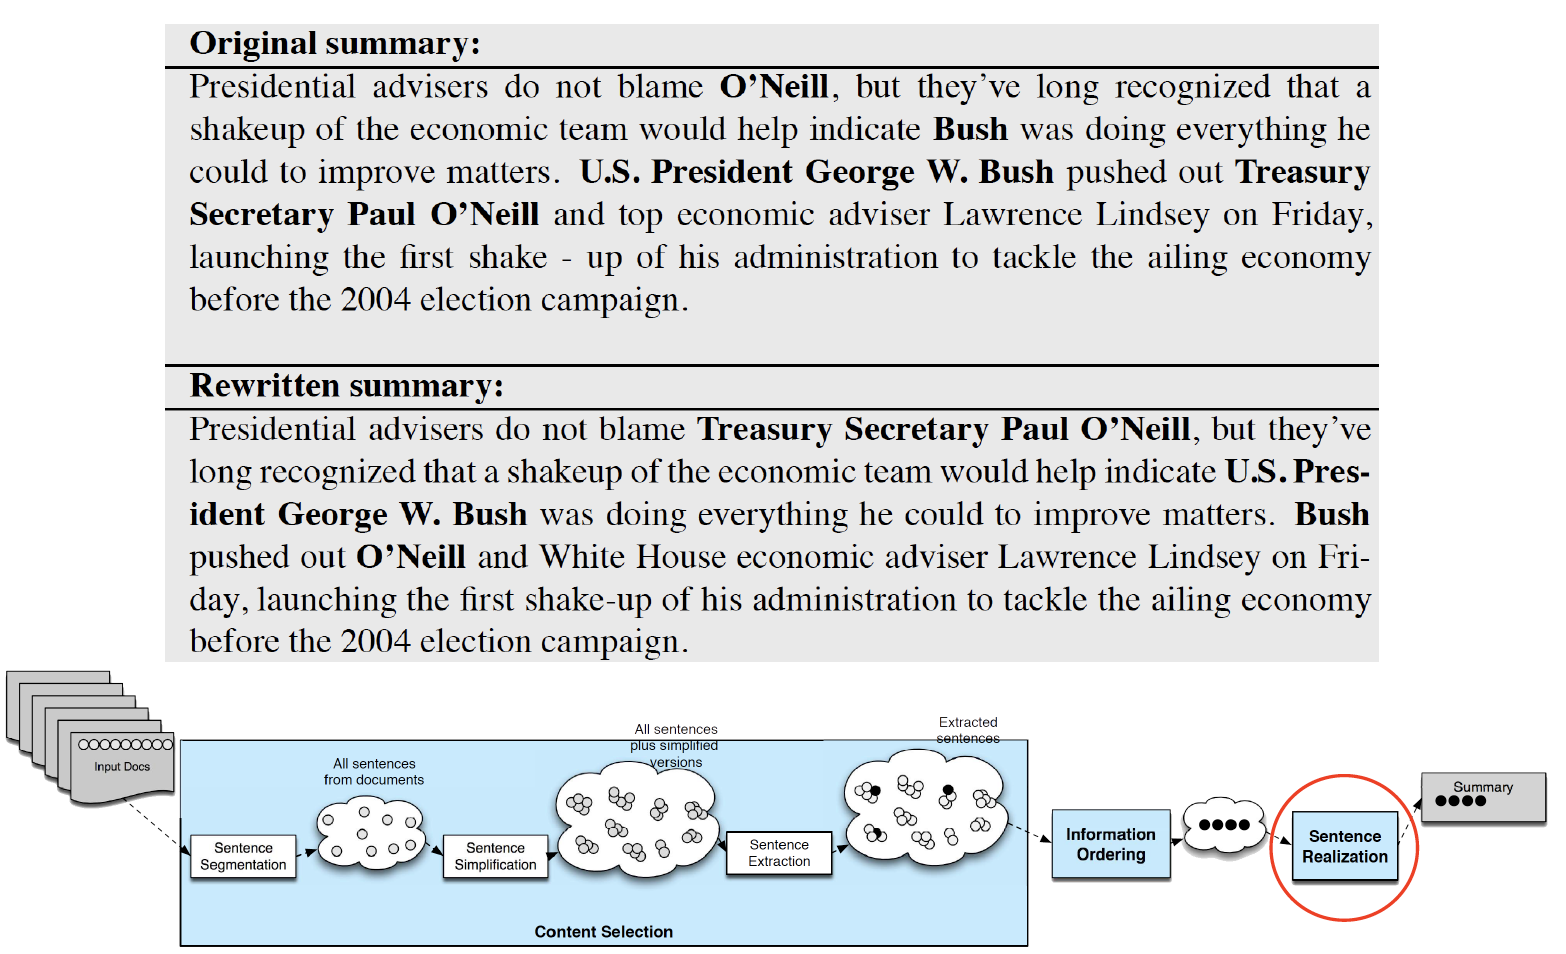 Original summary:
Presidential advisers do not blame O’Neill, but they’ve long recognized that a
shakeup of the economic team would help indicate Bush was doing everything he
could to improve matters. U.S. President George W. Bush pushed out Treasury
Secretary Paul O’Neill and top economic adviser Lawrence Lindsey on Friday,
launching the first shake - up of his administration to tackle the ailing economy
before the 2004 election campaign.
Rewritten summary:
Presidential advisers do not blame Treasury Secretary Paul O’Neill, but they’ve
long recognized that a shakeup of the economic team would help indicate U.S. Pres-
ident George W. Bush was doing everything he could to improve matters. Bush
pushed out O’Neill and White House economic adviser Lawrence Lindsey on Fri-
day, launching the first shake-up of his administration to tackle the ailing economy
before the 2004 election campaign.
Input Docs
All sentences
from documents
All sentences
plus simplified
versions
Extracted
sentences
Sentence
Segmentation
Sentence
Simplification
Sentence
Extraction
Content Selection
Information
Ordering
Sentence
Realization
Summary